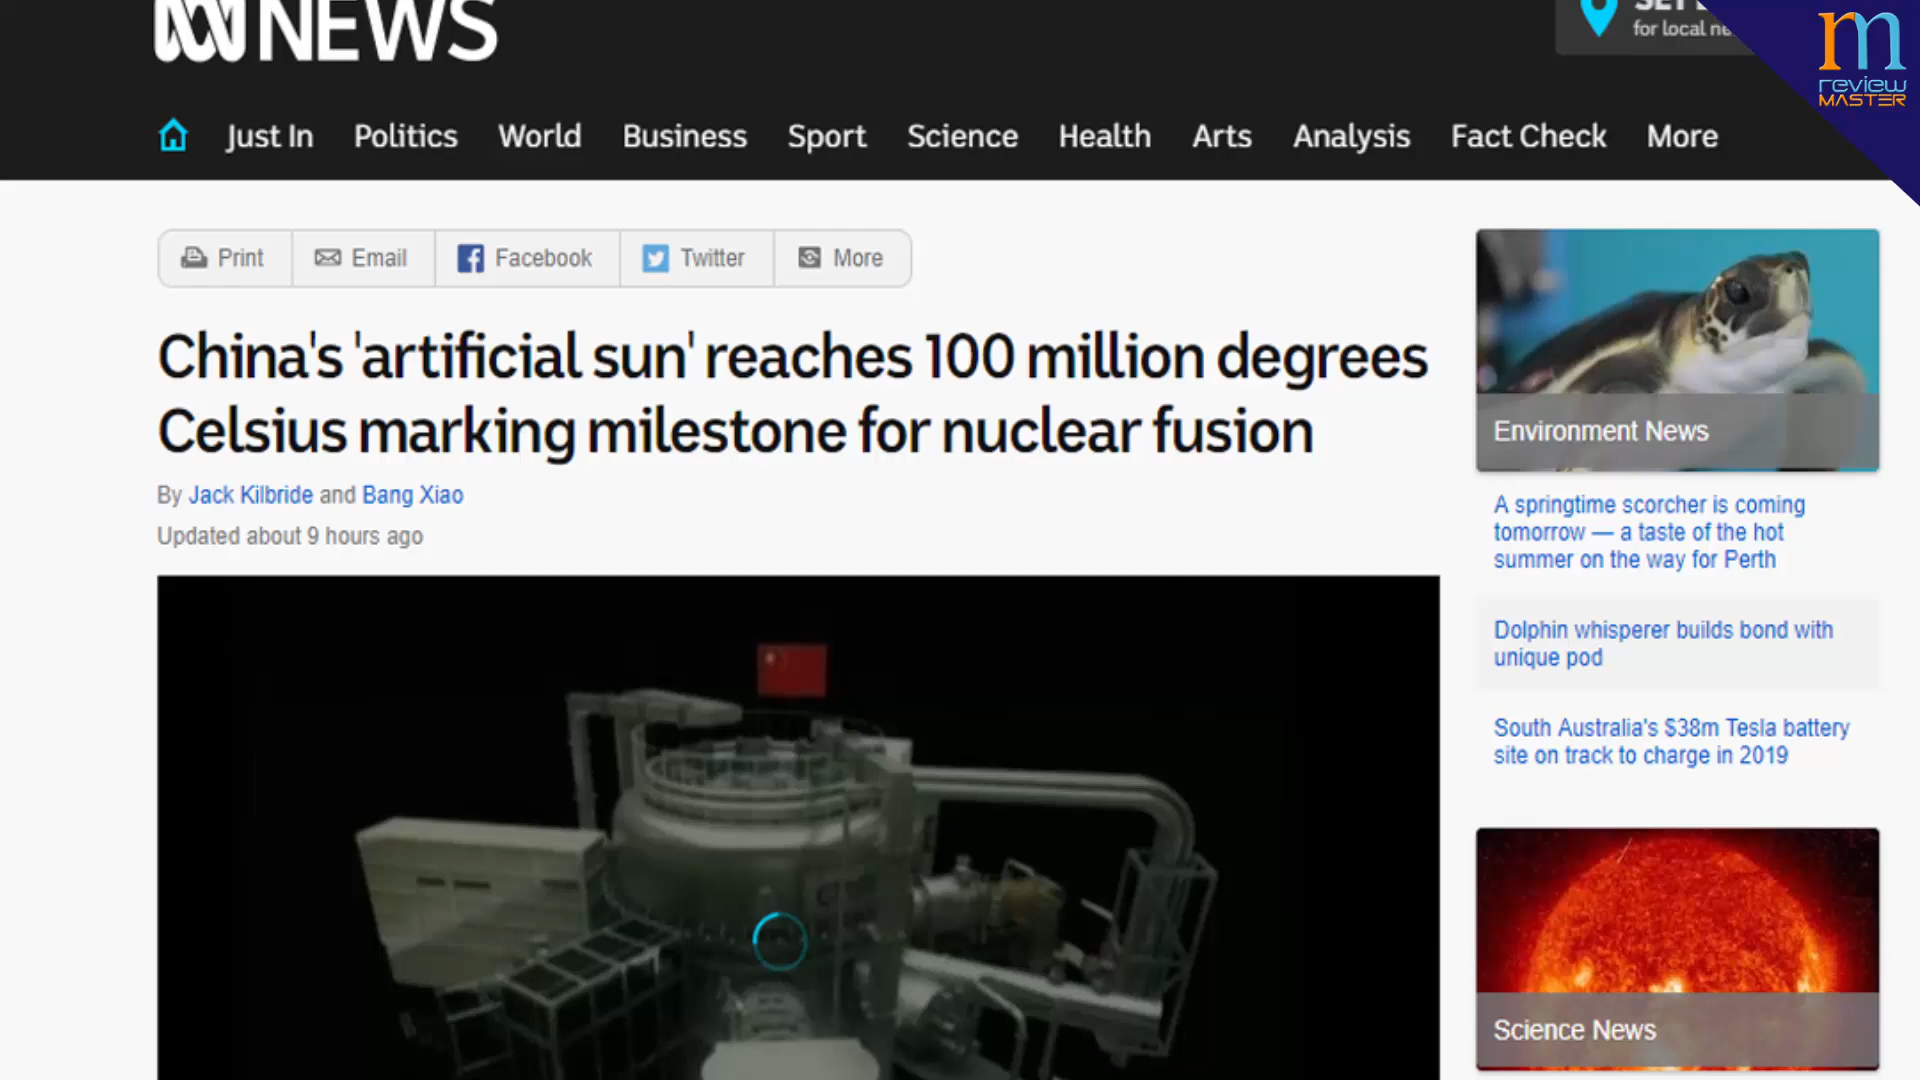 NEWS
for local
review
MASTER
Just In Politics World Business Sport Science Health Arts Analysis Fact Check More
Print Email Facebook Twitter More
China's 'artificial sun' reaches 100 million degrees
Celsius marking milestone for nuclear fusion
By Jack Kilbride and Bang Xiao
Updated about 9 hours ago
Environment News
A springtime scorcher is coming
tomorrow — a taste of the hot
summer on the way for Perth
Dolphin whisperer builds bond with
unique pod
South Australia's $38m Tesla battery
site on track to charge in 2019
Science News